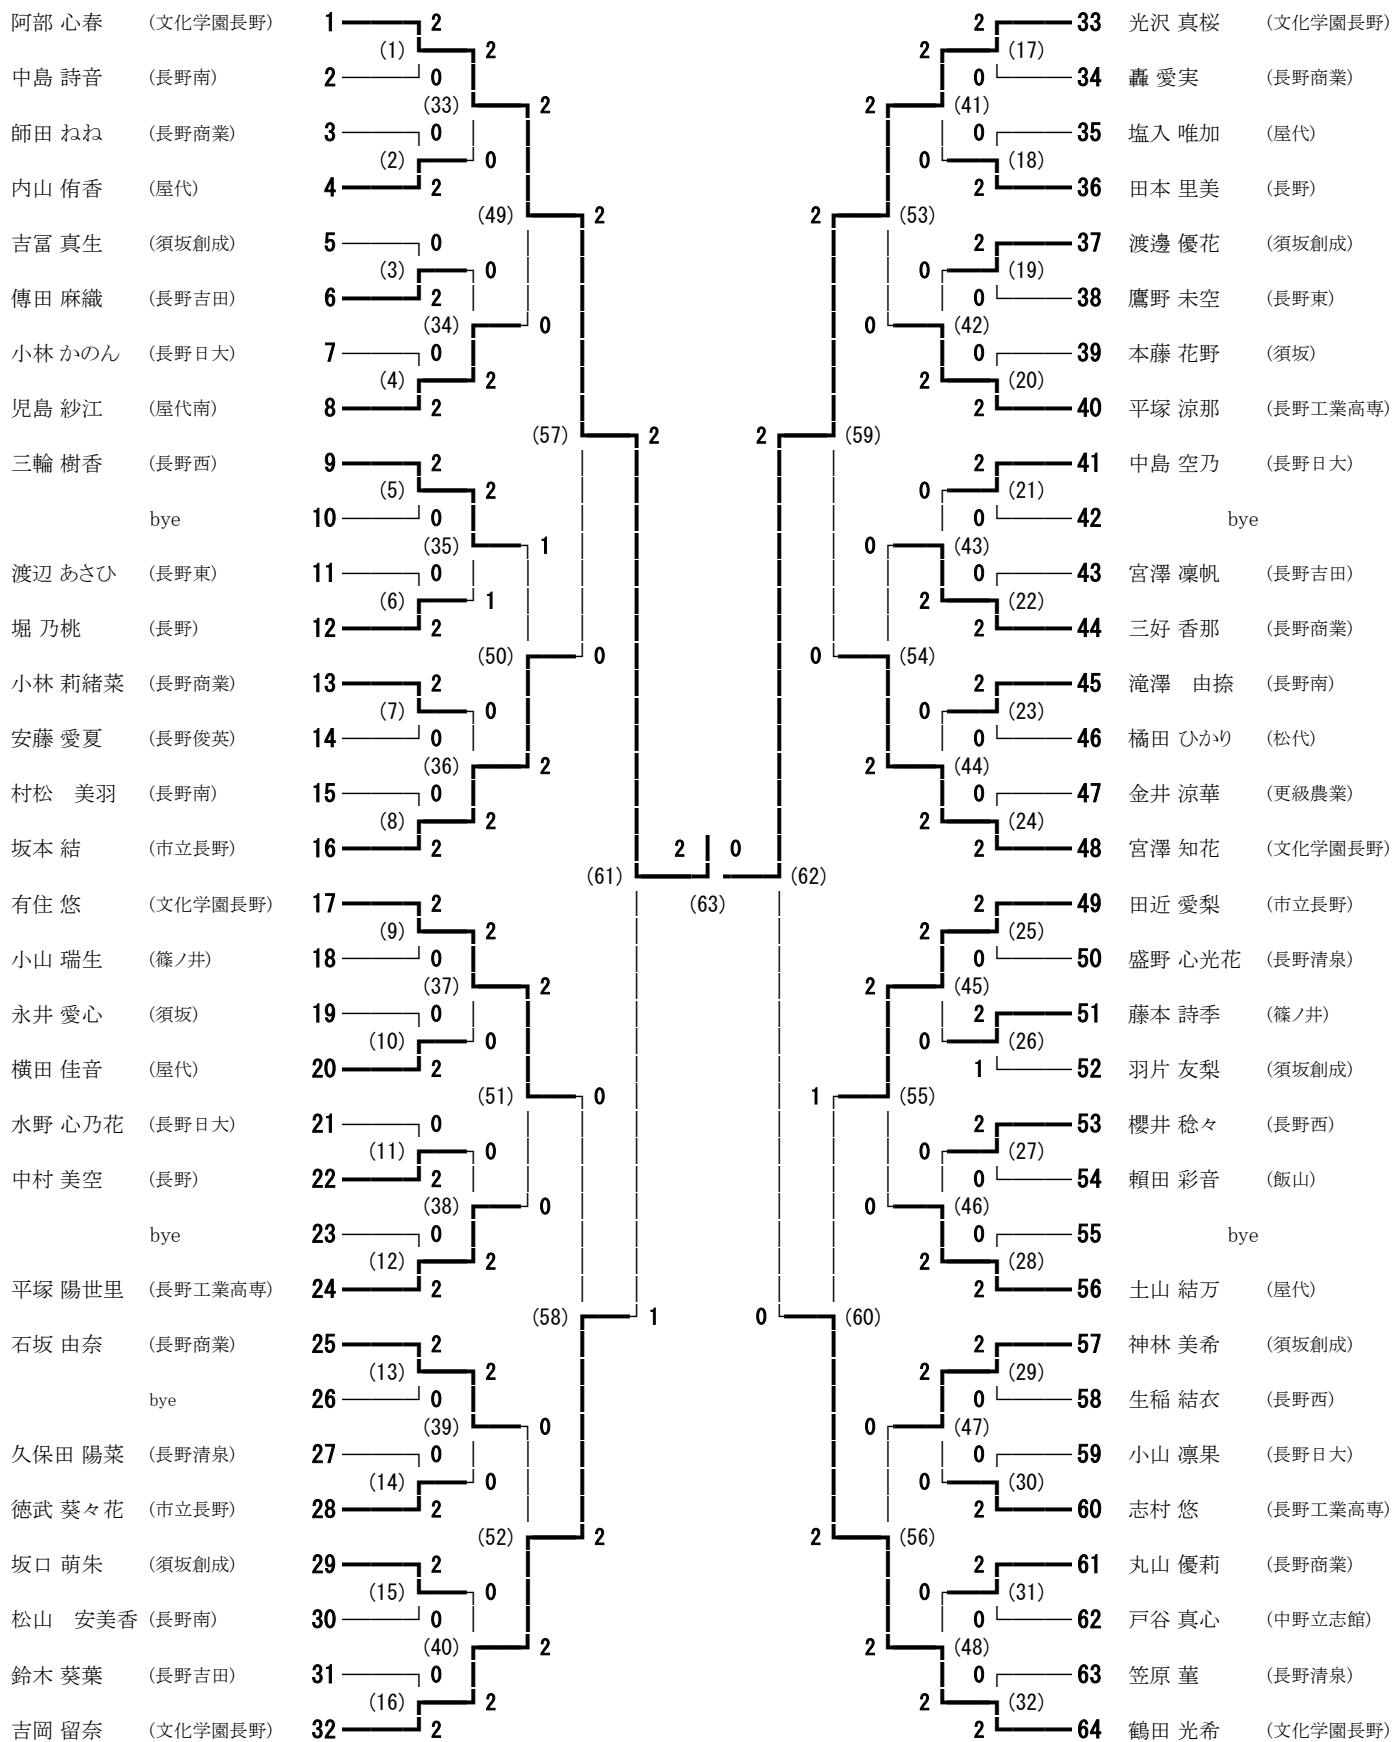 阿部 心春 (文化学園長野) 1 2 2 33 光沢 真桜 (文化学園長野)
(1) 2 2 (17)
中島 詩音 (長野南) 2 0 0 34 轟 愛実 (長野商業)
(33) 2 2 (41)
師田 ねね (長野商業) 3 0 0 35 塩入 唯加 (屋代)
(2) 0 0 (18)
内山 侑香 (屋代) 4 2 2 36 田本 里美 (長野)
(49) 2 2 (53)
吉冨 真生 (須坂創成) 5 0 2 37 渡邊 優花 (須坂創成)
(3) 0 0 (19)
傳田 麻織 (長野吉田) 6 2 0 38 鷹野 未空 (長野東)
(34) 0 0 (42)
小林 かのん (長野日大) 7 0 0 39 本藤 花野 (須坂)
(4) 2 2 (20)
児島 紗江 (屋代南) 8 2 2 40 平塚 涼那 (長野工業高専)
(57) 2 2 (59)
三輪 樹香 (長野西) 9 2 2 41 中島 空乃 (長野日大)
(5) 2 0 (21)
bye 10 0 0 42 bye
(35) 1 0 (43)
渡辺 あさひ (長野東) 11 0 0 43 宮澤 凜帆 (長野吉田)
(6) 1 2 (22)
堀 乃桃 (長野) 12 2 2 44 三好 香那 (長野商業)
(50) 0 0 (54)
小林 莉緒菜 (長野商業) 13 2 2 45 滝澤　由捺 (長野南)
(7) 0 0 (23)
安藤 愛夏 (長野俊英) 14 0 0 46 橘田 ひかり (松代)
(36) 2 2 (44)
村松　美羽 (長野南) 15 0 0 47 金井 涼華 (更級農業)
(8) 2 2 (24)
坂本 結 (市立長野) 16 2 2 0 2 48 宮澤 知花 (文化学園長野)
(61) (62)
有住 悠 (文化学園長野) 17 2 (63) 2 49 田近 愛梨 (市立長野)
(9) 2 2 (25)
小山 瑞生 (篠ノ井) 18 0 0 50 盛野 心光花 (長野清泉)
(37) 2 2 (45)
永井 愛心 (須坂) 19 0 2 51 藤本 詩季 (篠ノ井)
(10) 0 0 (26)
横田 佳音 (屋代) 20 2 1 52 羽片 友梨 (須坂創成)
(51) 0 1 (55)
水野 心乃花 (長野日大) 21 0 2 53 櫻井 稔々 (長野西)
(11) 0 0 (27)
中村 美空 (長野) 22 2 0 54 頼田 彩音 (飯山)
(38) 0 0 (46)
bye 23 0 0 55 bye
(12) 2 2 (28)
平塚 陽世里 (長野工業高専) 24 2 2 56 土山 結万 (屋代)
(58) 1 0 (60)
石坂 由奈 (長野商業) 25 2 2 57 神林 美希 (須坂創成)
(13) 2 2 (29)
bye 26 0 0 58 生稲 結衣 (長野西)
(39) 0 0 (47)
久保田 陽菜 (長野清泉) 27 0 0 59 小山 凛果 (長野日大)
(14) 0 0 (30)
徳武 葵々花 (市立長野) 28 2 2 60 志村 悠 (長野工業高専)
(52) 2 2 (56)
坂口 萌朱 (須坂創成) 29 2 2 61 丸山 優莉 (長野商業)
(15) 0 0 (31)
松山　安美香 (長野南) 30 0 0 62 戸谷 真心 (中野立志館)
(40) 2 2 (48)
鈴木 葵葉 (長野吉田) 31 0 0 63 笠原 菫 (長野清泉)
(16) 2 2 (32)
吉岡 留奈 (文化学園長野) 32 2 2 64 鶴田 光希 (文化学園長野)